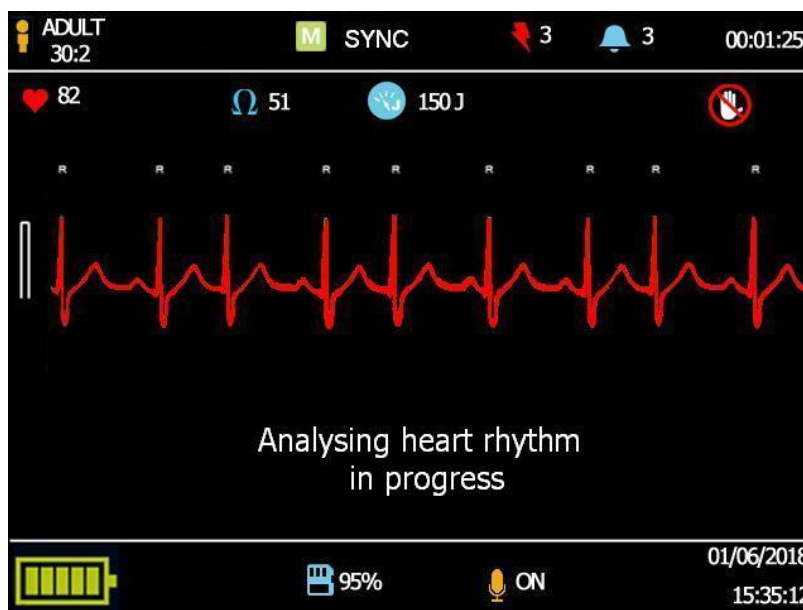 ADULT
30:2
M SYNC
3
3
00:01:25
82
Ω 51
150 J
R R R R R R R R R
Analysing heart rhythm
in progress
95%
ON
01/06/2018
15:35:12